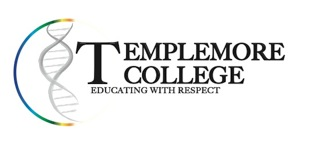 TEMPLEMORE
COLLEGE
EDUCATING WITH RESPECT